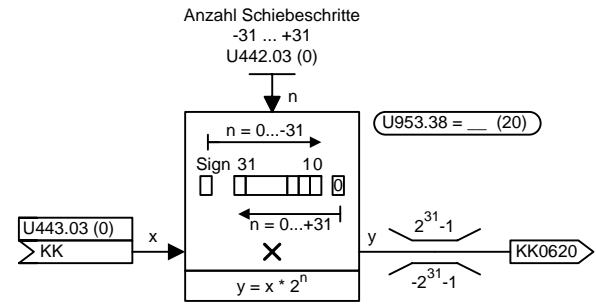 Anzahl Schiebeschritte
-31 ... +31
U442.03 (0)
n
U953.38 = __ (20)
n = 0...-31
Sign 31 10
0
n = 0...+31
U443.03 (0)
KK
x
y
2^31-1
-2^31-1
KK0620
y = x * 2^n